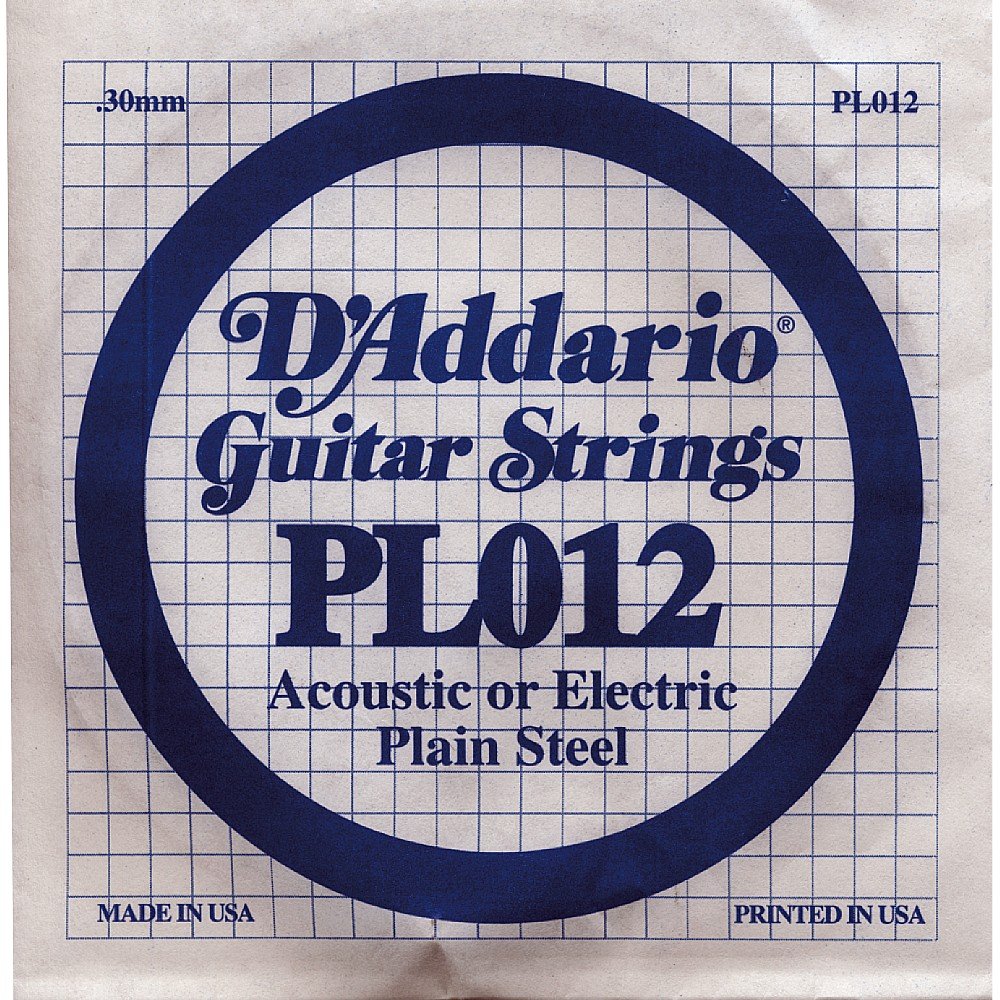 .30mm
PL012
D'Addario®
Guitar Strings
PL012
Acoustic or Electric
Plain Steel
MADE IN USA
PRINTED IN USA